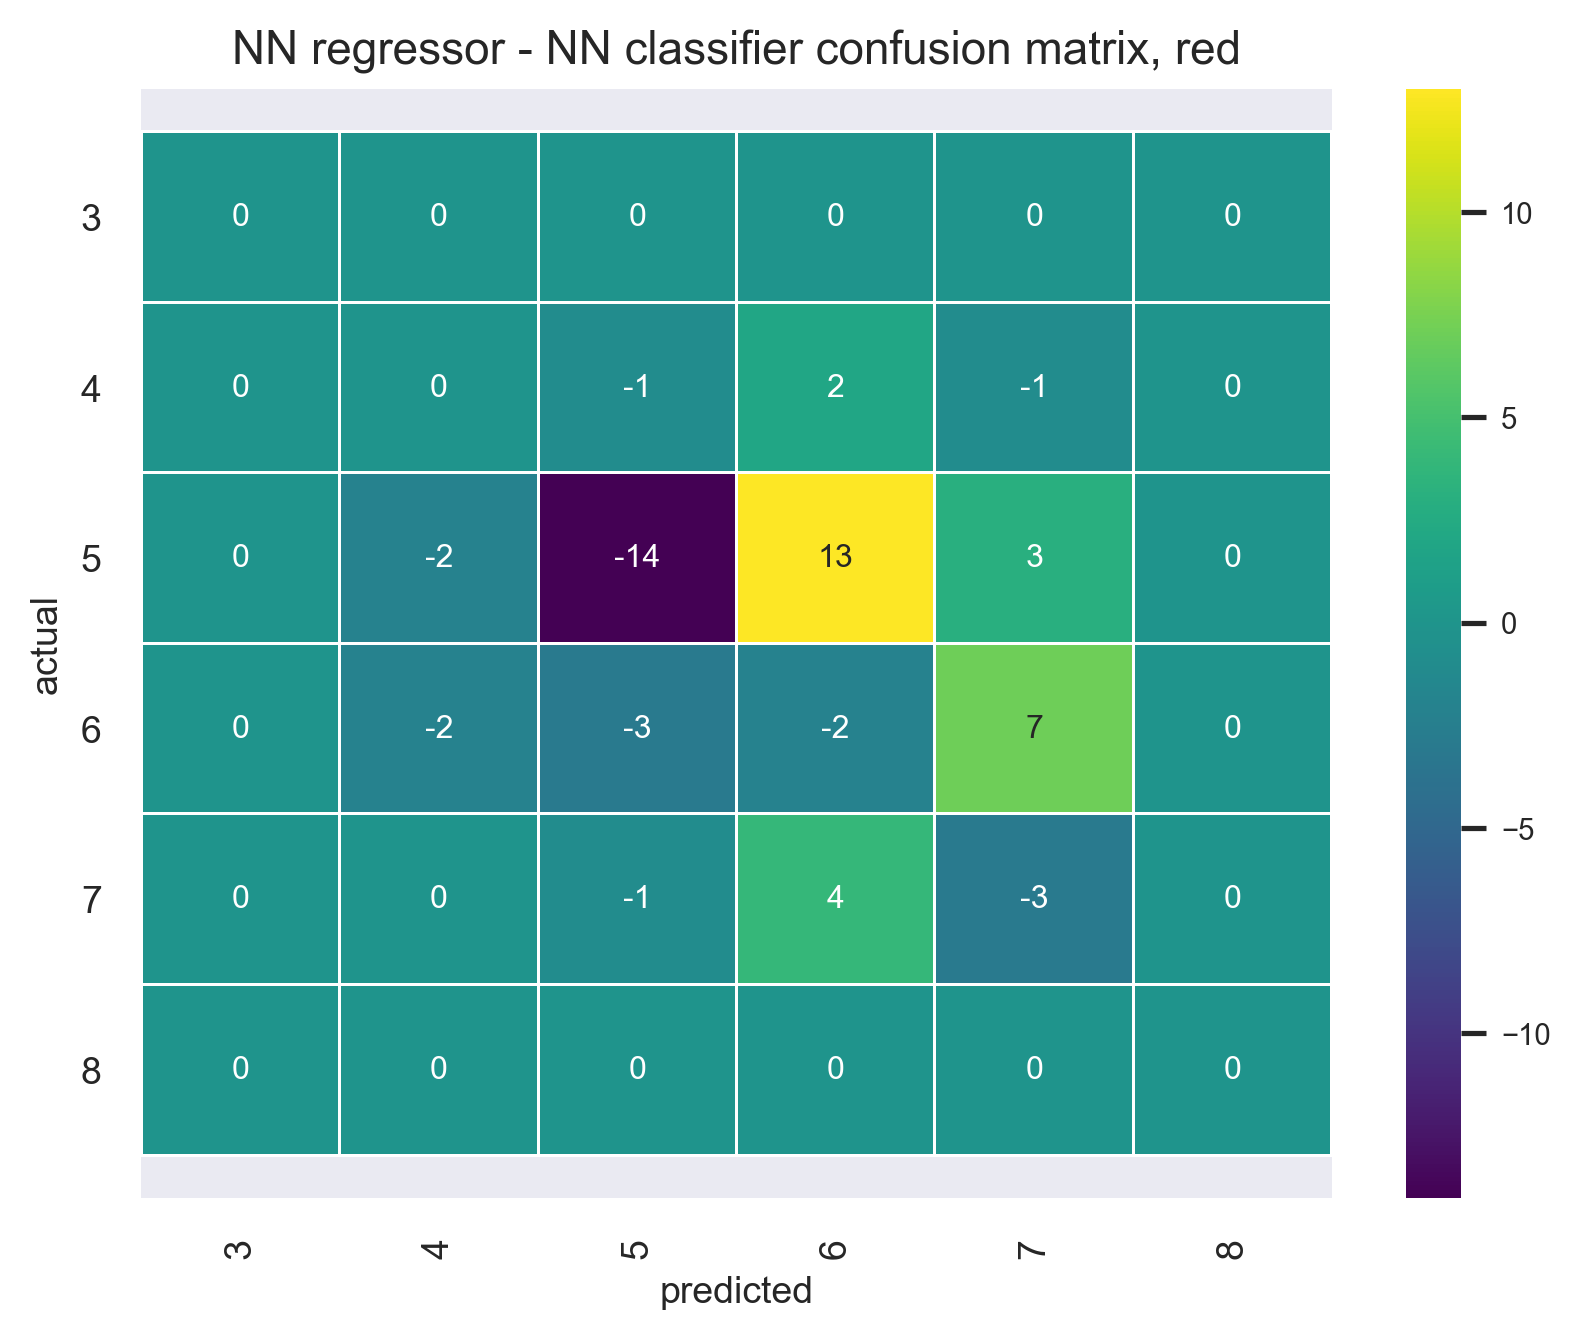 NN regressor - NN classifier confusion matrix, red
3 0 0 0 0 0 0
4 0 0 -1 2 -1 0
5 0 -2 -14 13 3 0
6 0 -2 -3 -2 7 0
7 0 0 -1 4 -3 0
8 0 0 0 0 0 0
3 4 5 6 7 8
predicted
actual
10
5
0
−5
−10